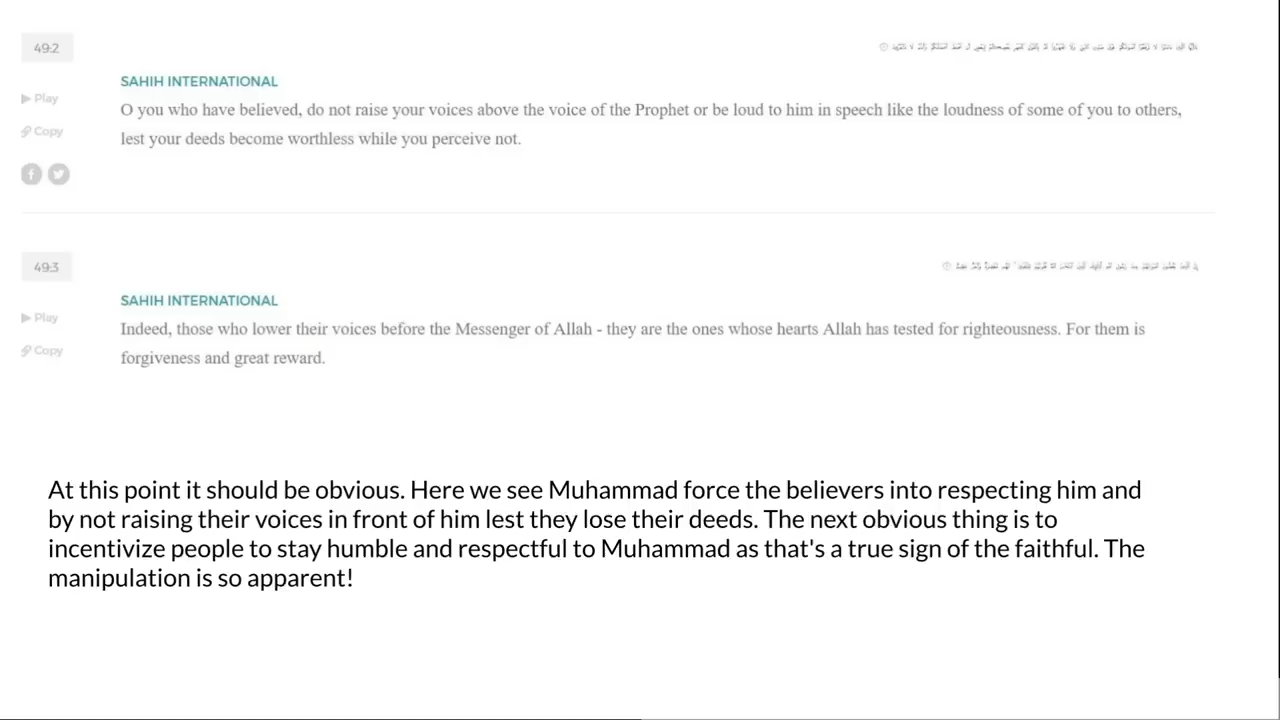 49:2
SAHIH INTERNATIONAL
Play
O you who have believed, do not raise your voices above the voice of the Prophet or be loud to him in speech like the loudness of some of you to others,
Copy
lest your deeds become worthless while you perceive not.
49:3
SAHIH INTERNATIONAL
Play
Indeed, those who lower their voices before the Messenger of Allah - they are the ones whose hearts Allah has tested for righteousness. For them is
Copy
forgiveness and great reward.
At this point it should be obvious. Here we see Muhammad force the believers into respecting him and
by not raising their voices in front of him lest they lose their deeds. The next obvious thing is to
incentivize people to stay humble and respectful to Muhammad as that's a true sign of the faithful. The
manipulation is so apparent!